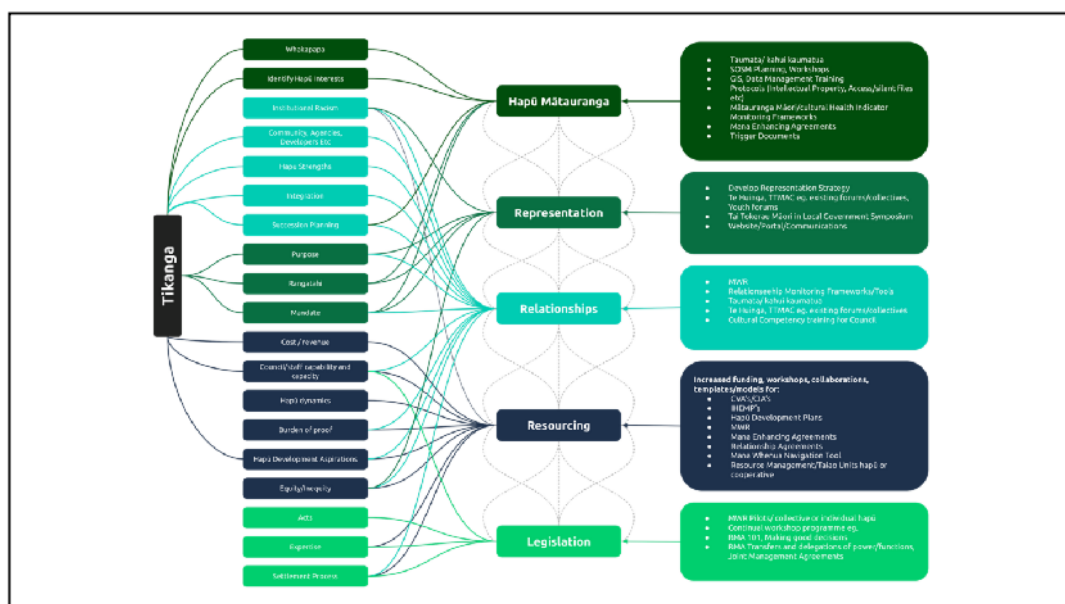 Tikanga
Whakapapa
Identify Hapū Interests
Institutional Racism
Community, Agencies,
Developers Etc
Hapū Strengths
Integration
Succession Planning
Purpose
Rangatahi
Mandate
Cost / revenue
Council/staff capability and
capacity
Hapū dynamics
Burden of proof
Hapū Development Aspirations
Equity/Inequity
Acts
Expertise
Settlement Process
Hapū Mātauranga
Representation
Relationships
Resourcing
Legislation
• Taumata/ kahui kaumatua
• SOSM Planning, Workshops
• GIS, Data Management Training
• Protocols (Intellectual Property, Access/silent files
etc)
• Mātauranga Māori/cultural Health Indicator
Monitoring Frameworks
• Mana Enhancing Agreements
• Trigger Documents
• Develop Representation Strategy
• Te Huinga, TTMAC eg. existing forums/collectives,
Youth forums
• Tai Tokerau Māori in Local Government Symposium
• Website/Portal/Communications
• MWR
• Relationseehip Monitoring Frameworks/Tools
• Taumata/ kahui kaumatua
• Te Huinga, TTMAC eg. existing forums/collectives
• Cultural Competency training for Council
Increased funding, workshops, collaborations,
templates/models for:
• CVA's/CIA's
• IHEMP's
• Hapū Development Plans
• MWR
• Mana Enhancing Agreements
• Relationship Agreements
• Mana Whenua Navigation Tool
• Resource Management/Taiao Units hapū or
cooperative
• MWR Pilots/ collective or individual hapū
• Continual workshop programme eg.
• RMA 101, Making good decisions
• RMA Transfers and delegations of power/functions,
Joint Management Agreements